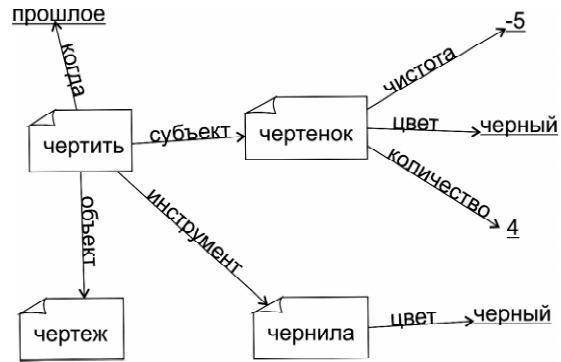 прошлое
-5
когда
чистота
чертить
субъект
чертенок
цвет
черный
количество
4
объект
инструмент
чертеж
чернила
цвет
черный